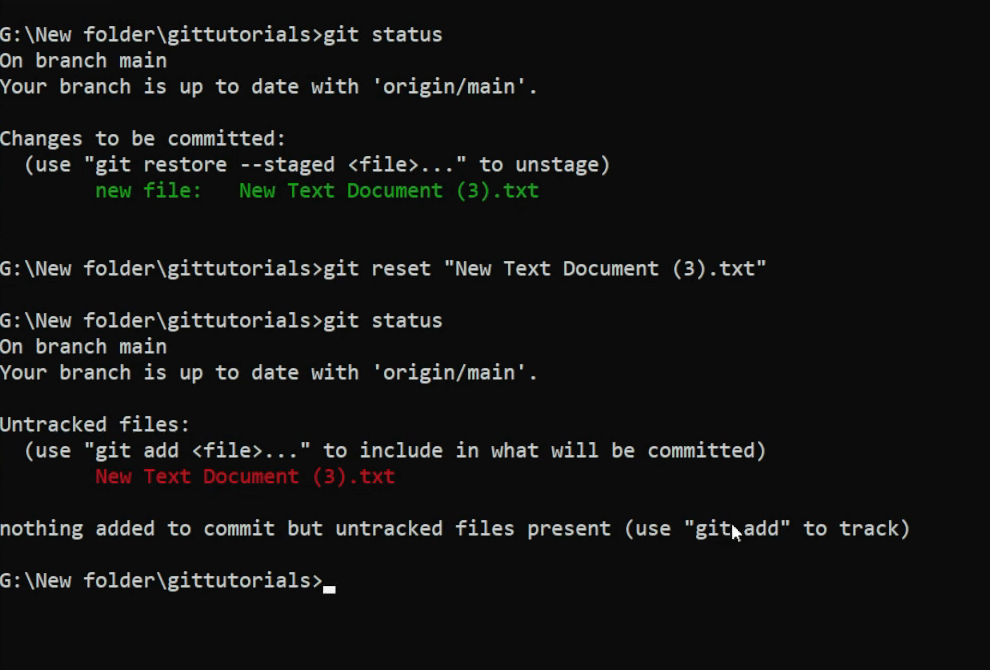 G:\New folder\gittutorials>git status
On branch main
Your branch is up to date with 'origin/main'.
Changes to be committed:
(use "git restore --staged <file>..." to unstage)
new file:   New Text Document (3).txt
G:\New folder\gittutorials>git reset "New Text Document (3).txt"
G:\New folder\gittutorials>git status
On branch main
Your branch is up to date with 'origin/main'.
Untracked files:
(use "git add <file>..." to include in what will be committed)
New Text Document (3).txt
nothing added to commit but untracked files present (use "git add" to track)
G:\New folder\gittutorials>